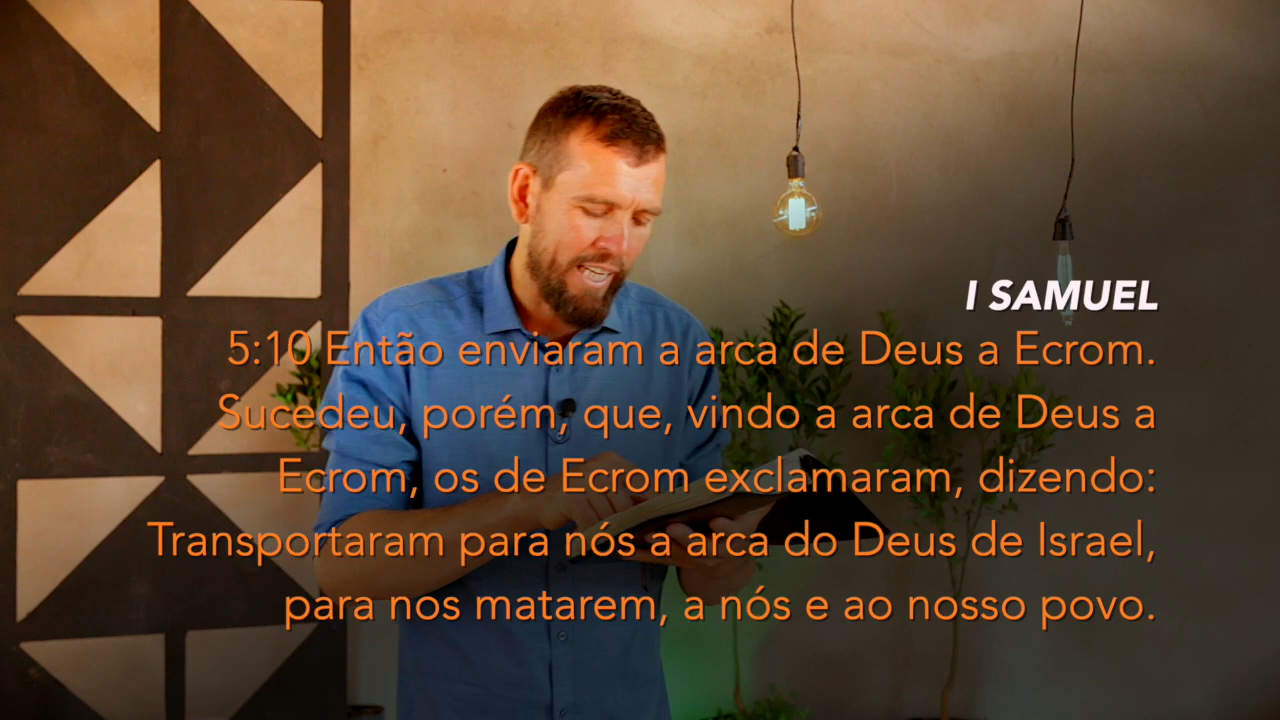 I SAMUEL
5:10 Então enviaram a arca de Deus a Ecrom.
Sucedeu, porém, que, vindo a arca de Deus a
Ecrom, os de Ecrom exclamaram, dizendo:
Transportaram para nós a arca do Deus de Israel,
para nos matarem, a nós e ao nosso povo.